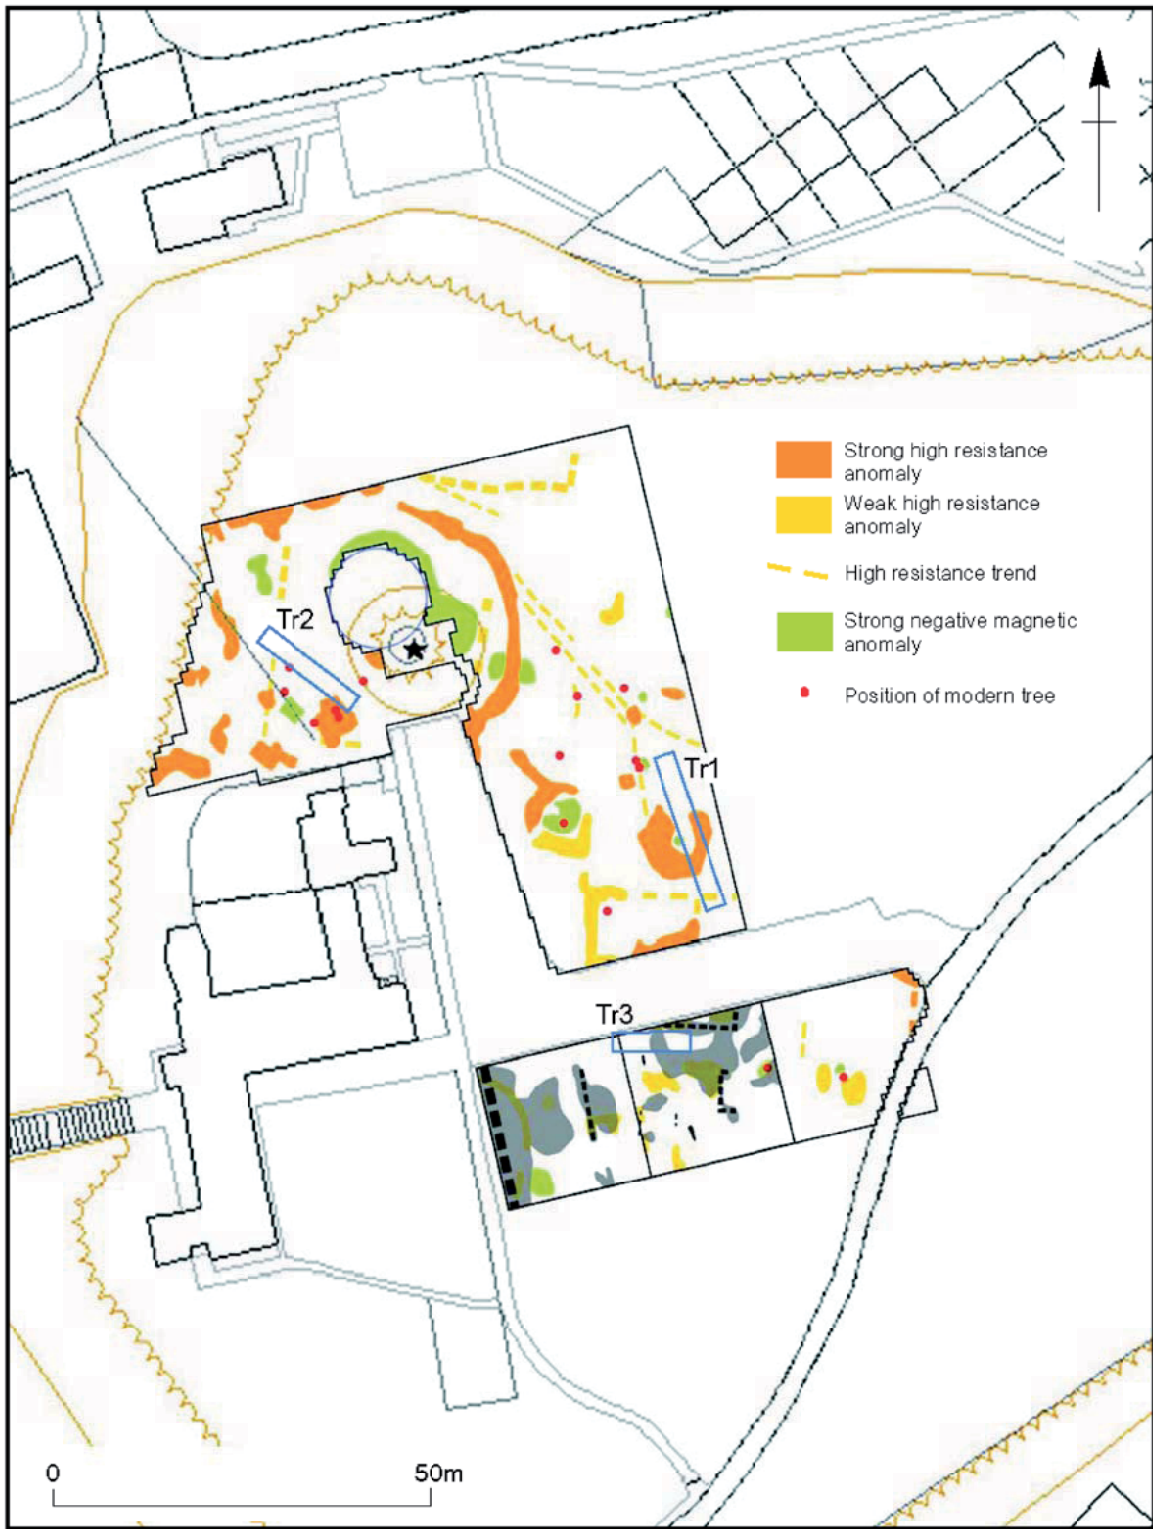 Strong high resistance
anomaly
Weak high resistance
anomaly
High resistance trend
Strong negative magnetic
anomaly
Position of modern tree
Tr2
Tr1
Tr3
0
50m